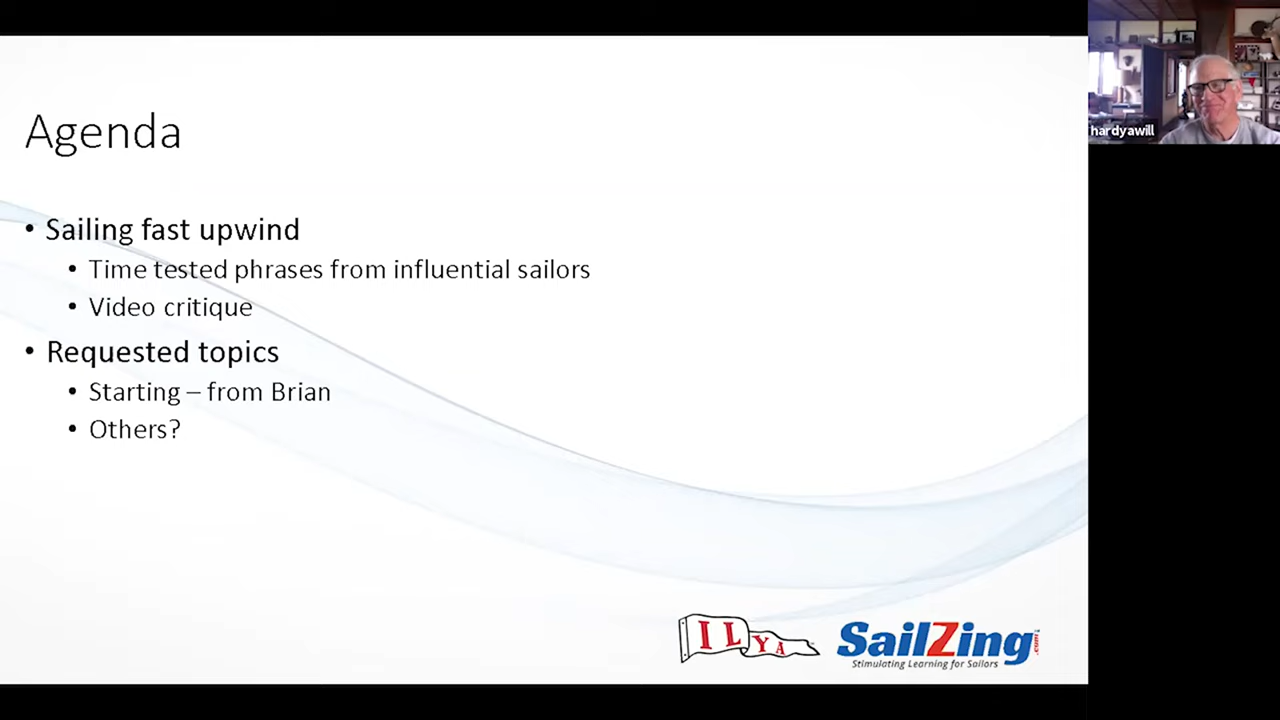 Agenda
• Sailing fast upwind
• Time tested phrases from influential sailors
• Video critique
• Requested topics
• Starting – from Brian
• Others?
ILYA
SailZing
Stimulating Learning for Sailors
hardyawill